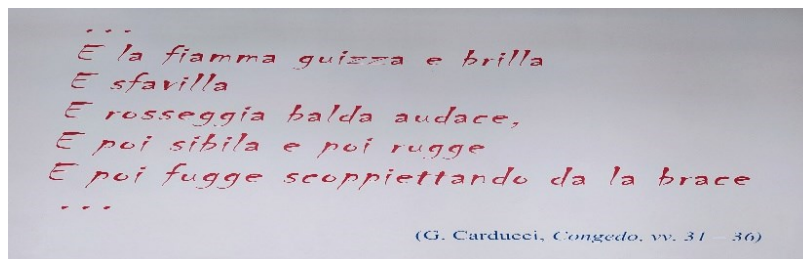 ...
E la fiamma guizza e brilla
E sfavilla
E rosseggia balda audace,
E poi sibila e poi rugge
E poi fugge scoppiettando da la brace
...
(G. Carducci, Congedo, vv. 31 – 36)